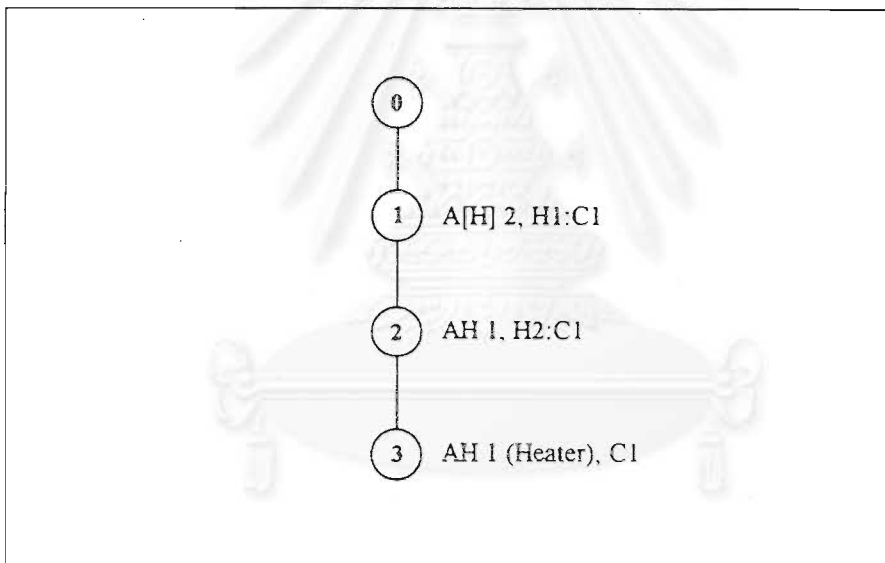 0
1 A[H] 2, H1:C1
2 AH 1, H2:C1
3 AH 1 (Heater), C1